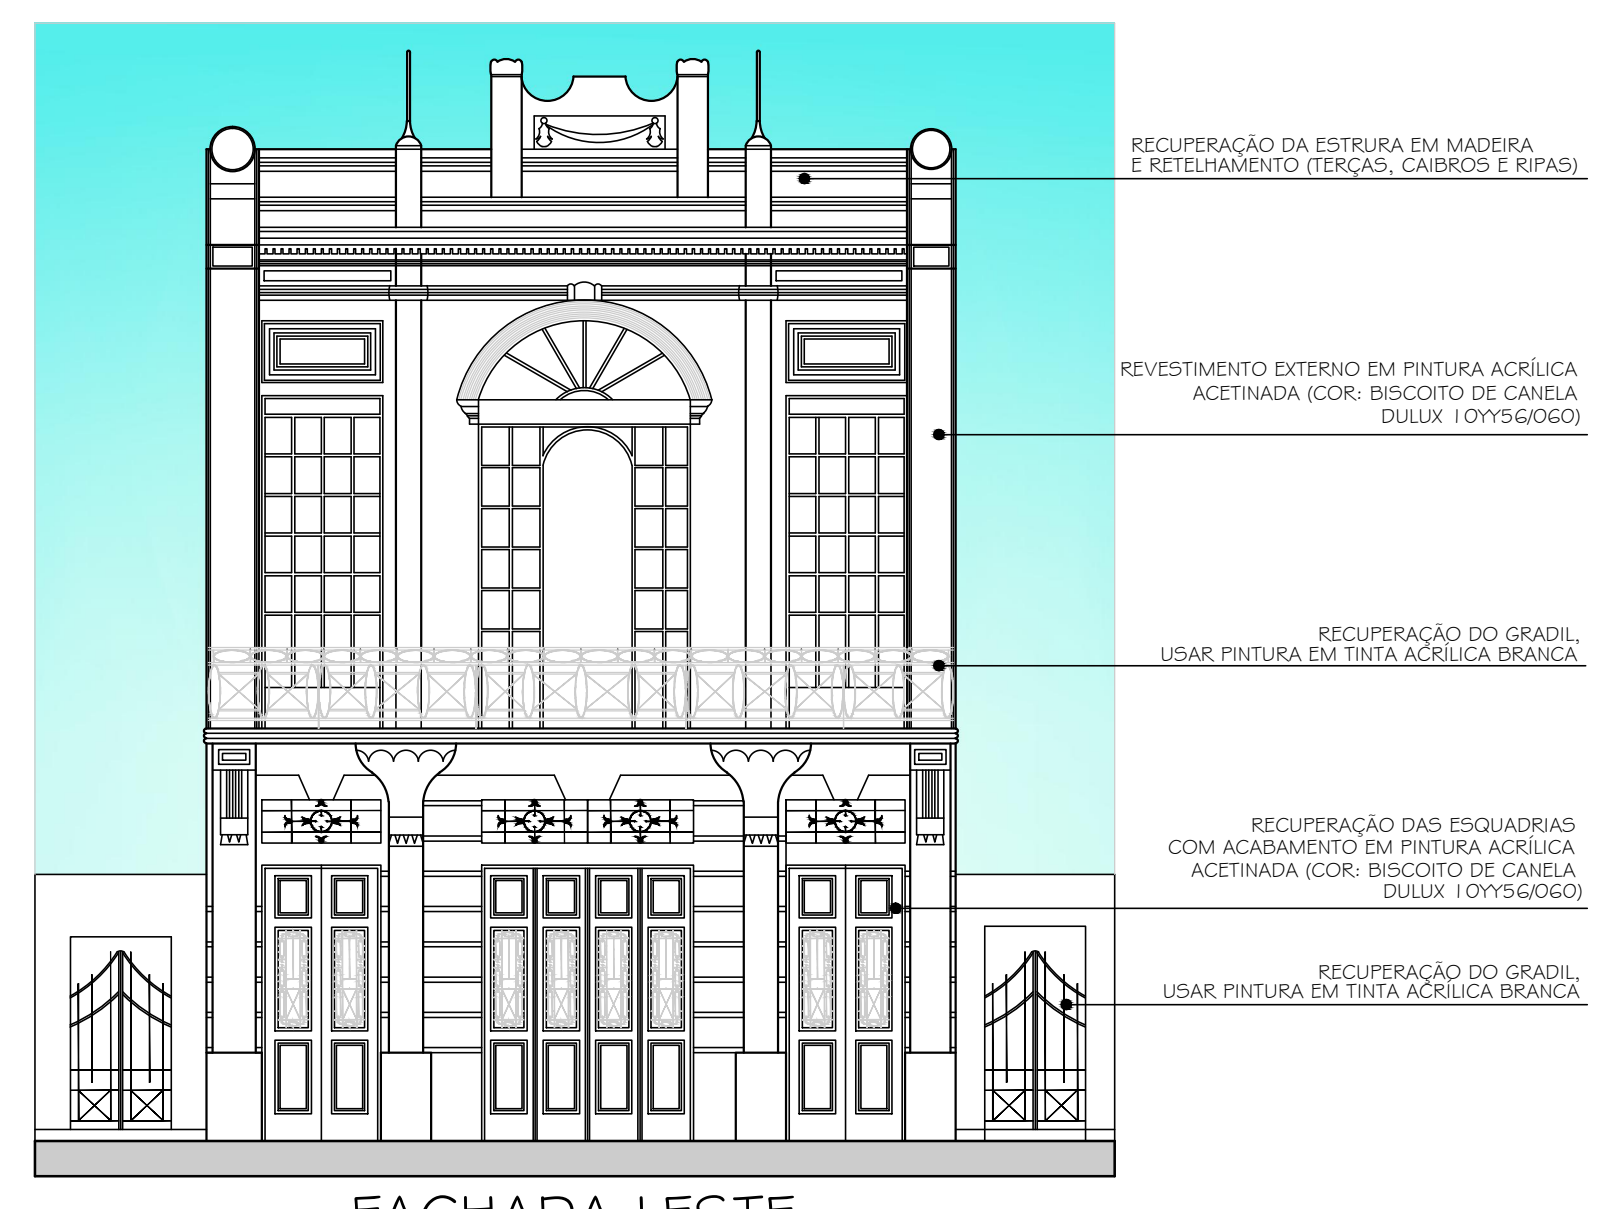 RECUPERAÇÃO DA ESTRURA EM MADEIRA
E RETELHAMENTO (TERÇAS, CAIBROS E RIPAS)
REVESTIMENTO EXTERNO EM PINTURA ACRÍLICA
ACETINADA (COR: BISCOITO DE CANELA
DULUX 10YY56/060)
RECUPERAÇÃO DO GRADIL,
USAR PINTURA EM TINTA ACRÍLICA BRANCA
RECUPERAÇÃO DAS ESQUADRIAS
COM ACABAMENTO EM PINTURA ACRÍLICA
ACETINADA (COR: BISCOITO DE CANELA
DULUX 10YY56/060)
RECUPERAÇÃO DO GRADIL,
USAR PINTURA EM TINTA ACRÍLICA BRANCA
FACHADA LESTE